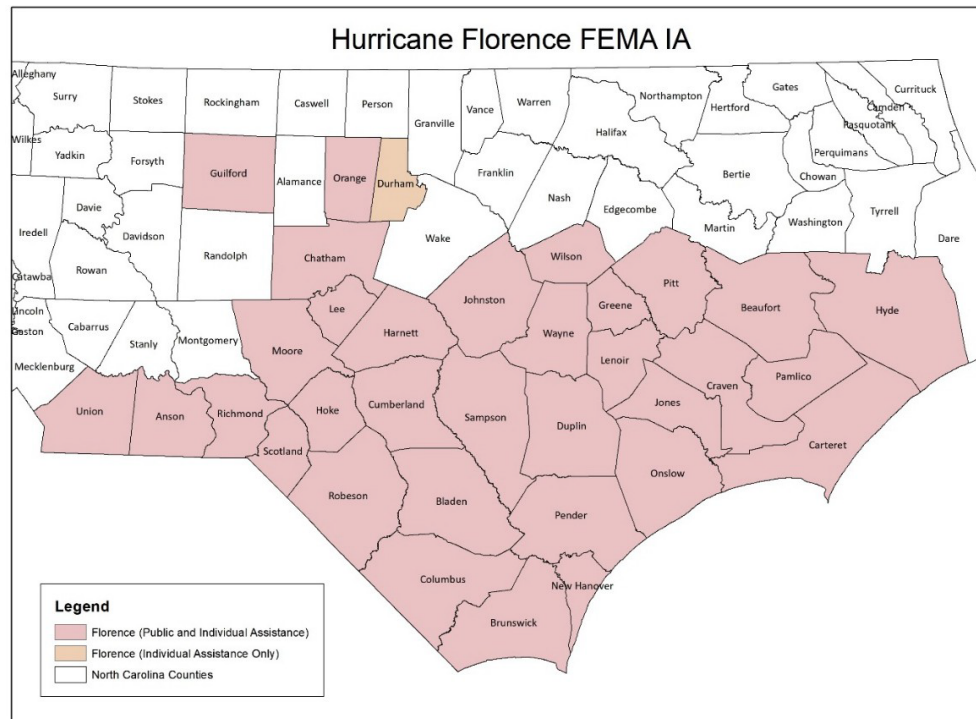 Hurricane Florence FEMA IA
Alleghany
Surry
Stokes
Rockingham
Caswell
Person
Granville
Vance
Warren
Northampton
Hertford
Gates
Camden
Currituck
Pasquotank
Perquimans
Halifax
Wilkes
Yadkin
Forsyth
Guilford
Alamance
Orange
Durham
Franklin
Nash
Edgecombe
Bertie
Chowan
Martin
Washington
Tyrrell
Dare
Iredell
Davie
Davidson
Randolph
Chatham
Wake
Wilson
Catawba
Rowan
Johnston
Greene
Pitt
Beaufort
Hyde
Lincoln
Gaston
Cabarrus
Stanly
Montgomery
Moore
Lee
Harnett
Wayne
Lenoir
Craven
Pamlico
Mecklenburg
Union
Anson
Richmond
Hoke
Cumberland
Sampson
Duplin
Jones
Carteret
Scotland
Robeson
Bladen
Onslow
Pender
Columbus
New Hanover
Brunswick
Legend
Florence (Public and Individual Assistance)
Florence (Individual Assistance Only)
North Carolina Counties